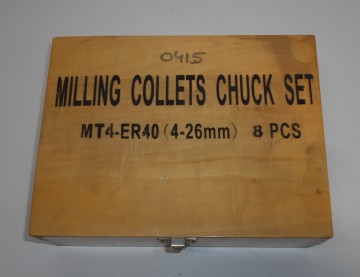 0415
MILLING COLLETS CHUCK SET
MT4-ER40(4-26mm) 8 PCS